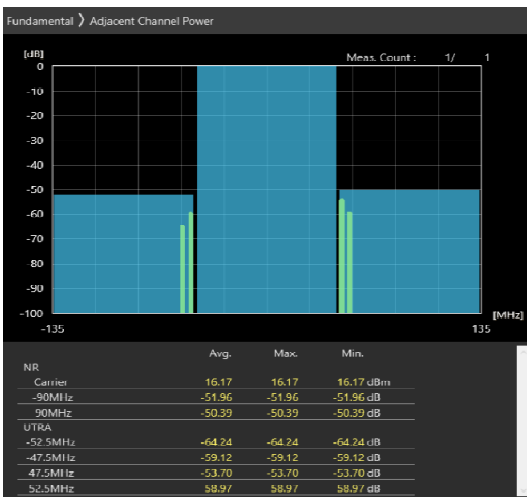 Fundamental ❯ Adjacent Channel Power
[dB]
Meas. Count : 1/ 1
0
-10
-20
-30
-40
-50
-60
-70
-80
-90
-100
[MHz]
-135 135
Avg. Max. Min.
NR
Carrier 16.17 16.17 16.17 dBm
-90MHz -51.96 -51.96 -51.96 dB
90MHz -50.39 -50.39 -50.39 dB
UTRA
-52.5MHz -64.24 -64.24 -64.24 dB
-47.5MHz -59.12 -59.12 -59.12 dB
47.5MHz -53.70 -53.70 -53.70 dB
52.5MHz 58.97 58.97 58.97 dB